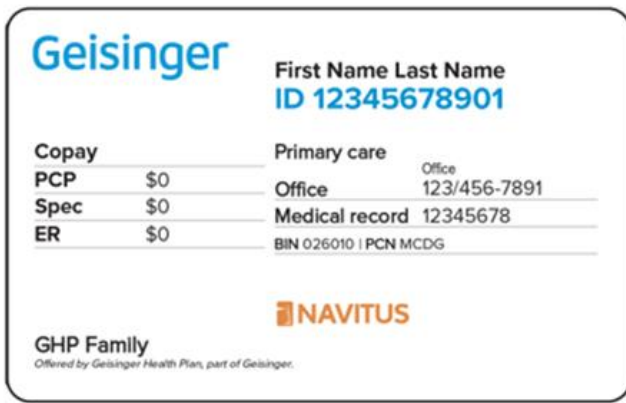 Geisinger
First Name Last Name
ID 12345678901
Copay
PCP $0
Spec $0
ER $0
Primary care
Office
Office 123/456-7891
Medical record 12345678
BIN 026010 | PCN MCDG
NAVITUS
GHP Family
Offered by Geisinger Health Plan, part of Geisinger.